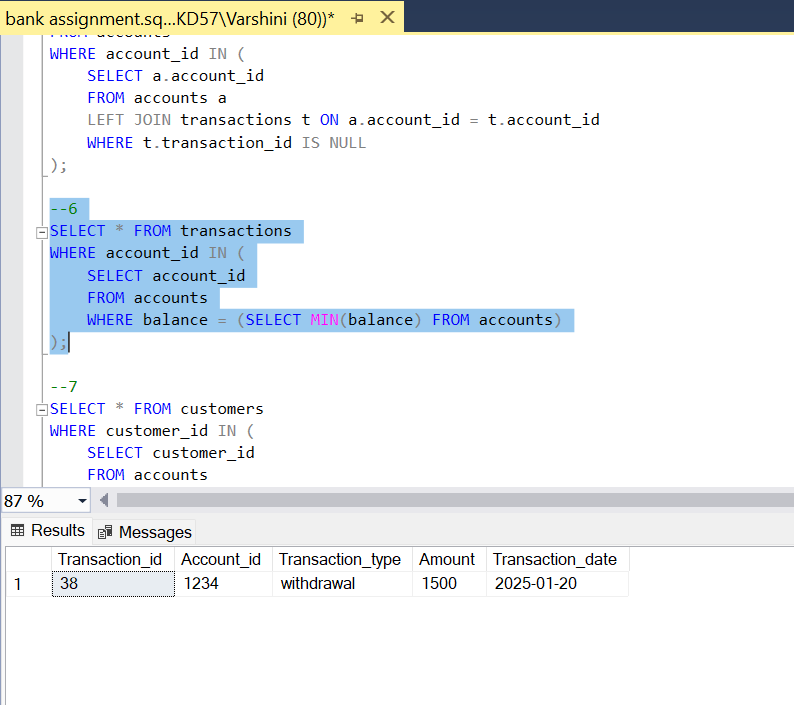 bank assignment.sq...KD57\Varshini (80))*
FROM accounts
WHERE account_id IN (
SELECT a.account_id
FROM accounts a
LEFT JOIN transactions t ON a.account_id = t.account_id
WHERE t.transaction_id IS NULL
);
--6
SELECT * FROM transactions
WHERE account_id IN (
SELECT account_id
FROM accounts
WHERE balance = (SELECT MIN(balance) FROM accounts)
);
--7
SELECT * FROM customers
WHERE customer_id IN (
SELECT customer_id
FROM accounts
87 %
Results Messages
Transaction_id Account_id Transaction_type Amount Transaction_date
1 38 1234 withdrawal 1500 2025-01-20